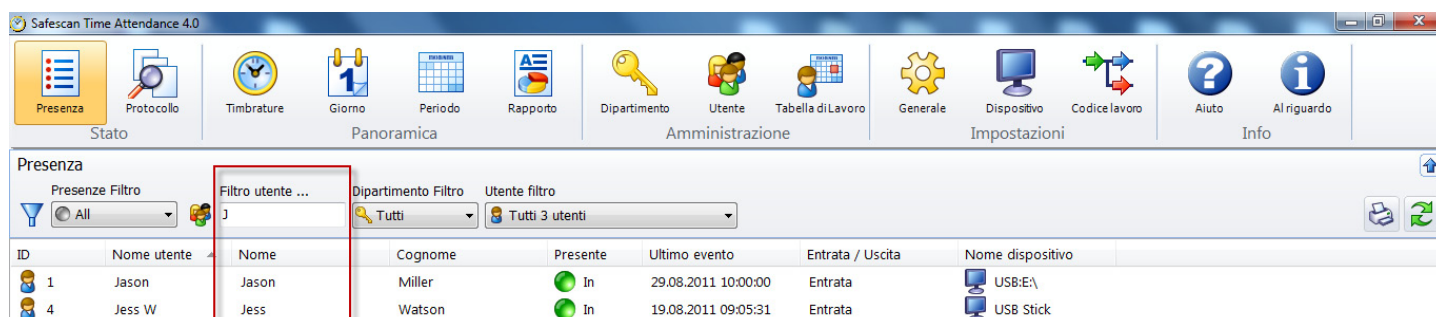 Safescan Time Attendance 4.0
Presenza Protocollo Timbrature Giorno Periodo Rapporto Dipartimento Utente Tabella di Lavoro Generale Dispositivo Codice lavoro Aiuto Al riguardo
Stato Panoramica Amministrazione Impostazioni Info
Presenza
Presenze Filtro Filtro utente ... Dipartimento Filtro Utente filtro
All J Tutti Tutti 3 utenti
ID Nome utente Nome Cognome Presente Ultimo evento Entrata / Uscita Nome dispositivo
1 Jason Jason Miller In 29.08.2011 10:00:00 Entrata USB:E:\
4 Jess W Jess Watson In 19.08.2011 09:05:31 Entrata USB Stick